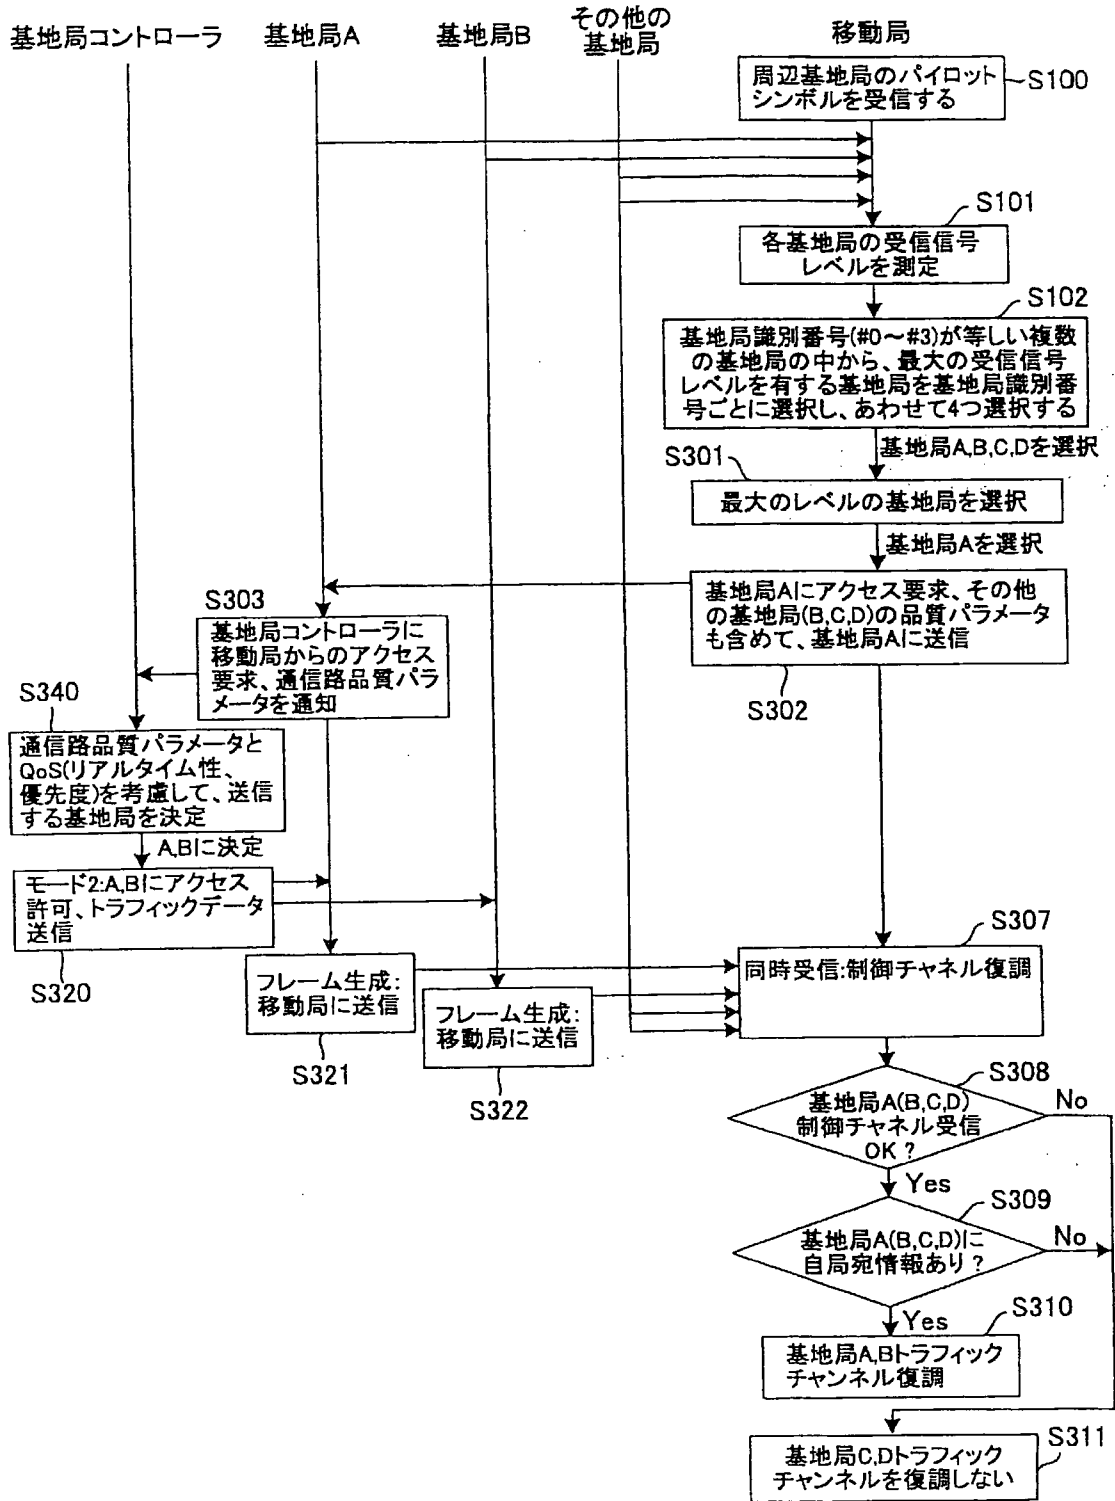 基地局コントローラ
基地局A
基地局B
その他の
基地局
移動局
周辺基地局のパイロット
シンボルを受信する
S100
S101
各基地局の受信信号
レベルを測定
S102
基地局識別番号(#0～#3)が等しい複数
の基地局の中から、最大の受信信号
レベルを有する基地局を基地局識別番
号ごとに選択し、あわせて4つ選択する
基地局A,B,C,Dを選択
S301
最大のレベルの基地局を選択
基地局Aを選択
基地局Aにアクセス要求、その他
の基地局(B,C,D)の品質パラメータ
も含めて、基地局Aに送信
S302
S303
基地局コントローラに
移動局からのアクセス
要求、通信路品質パラ
メータを通知
S340
通信路品質パラメータと
QoS(リアルタイム性、
優先度)を考慮して、送信
する基地局を決定
A,Bに決定
モード2:A,Bにアクセス
許可、トラフィックデータ
送信
S320
フレーム生成:
移動局に送信
S321
フレーム生成:
移動局に送信
S322
S307
同時受信:制御チャネル復調
S308
基地局A(B,C,D)
制御チャネル受信
OK?
No
Yes
S309
基地局A(B,C,D)に
自局宛情報あり?
No
Yes
S310
基地局A,Bトラフィック
チャンネル復調
S311
基地局C,Dトラフィック
チャンネルを復調しない